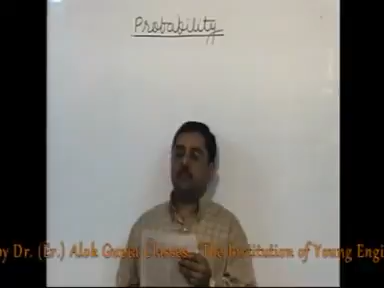 Probability
by Dr. (Er.) Alok Gupta Classes. The Institution of Young Engi